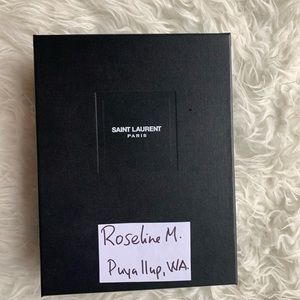 SAINT LAURENT
PARIS
Roseline M.
Puyallup, WA